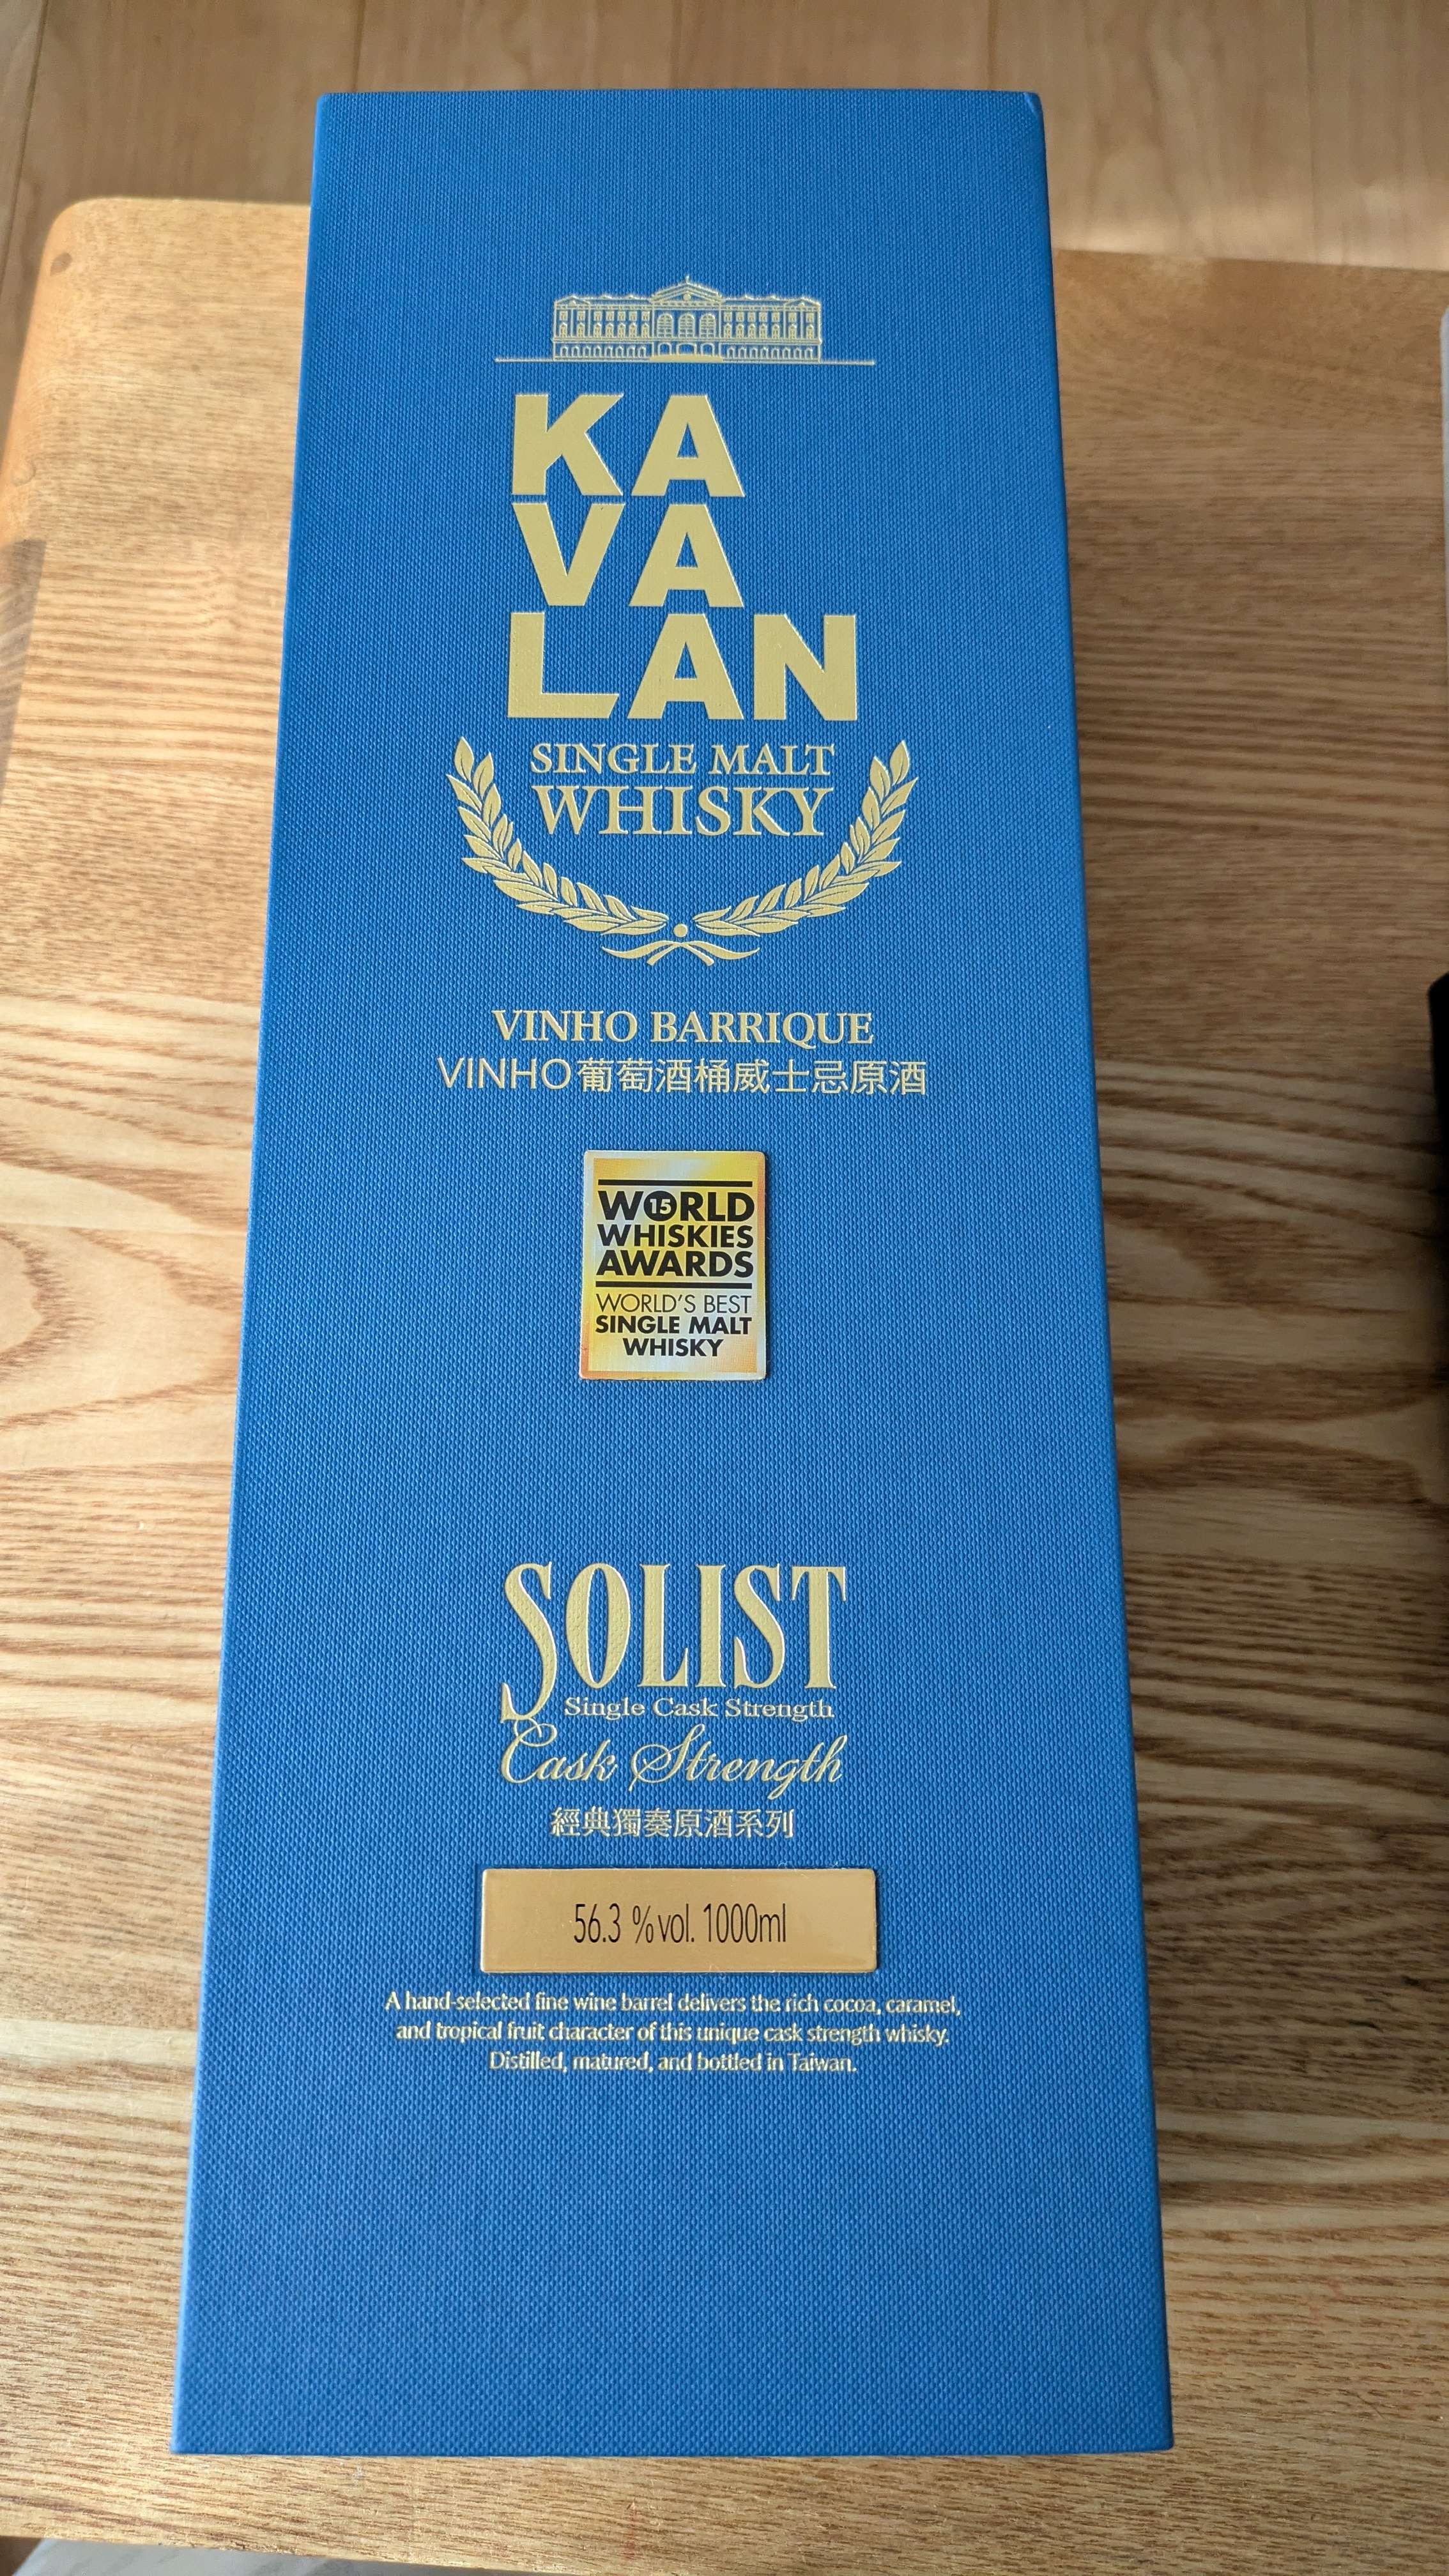 KA
VA
LAN
SINGLE MALT
WHISKY
VINHO BARRIQUE
VINHO葡萄酒桶威士忌原酒
WORLD
15
WHISKIES
AWARDS
WORLD'S BEST
SINGLE MALT
WHISKY
SOLIST
Single Cask Strength
Cask Strength
經典獨奏原酒系列
56.3 %vol. 1000ml
A hand-selected fine wine barrel delivers the rich cocoa, caramel,
and tropical fruit character of this unique cask strength whisky.
Distilled, matured, and bottled in Taiwan.